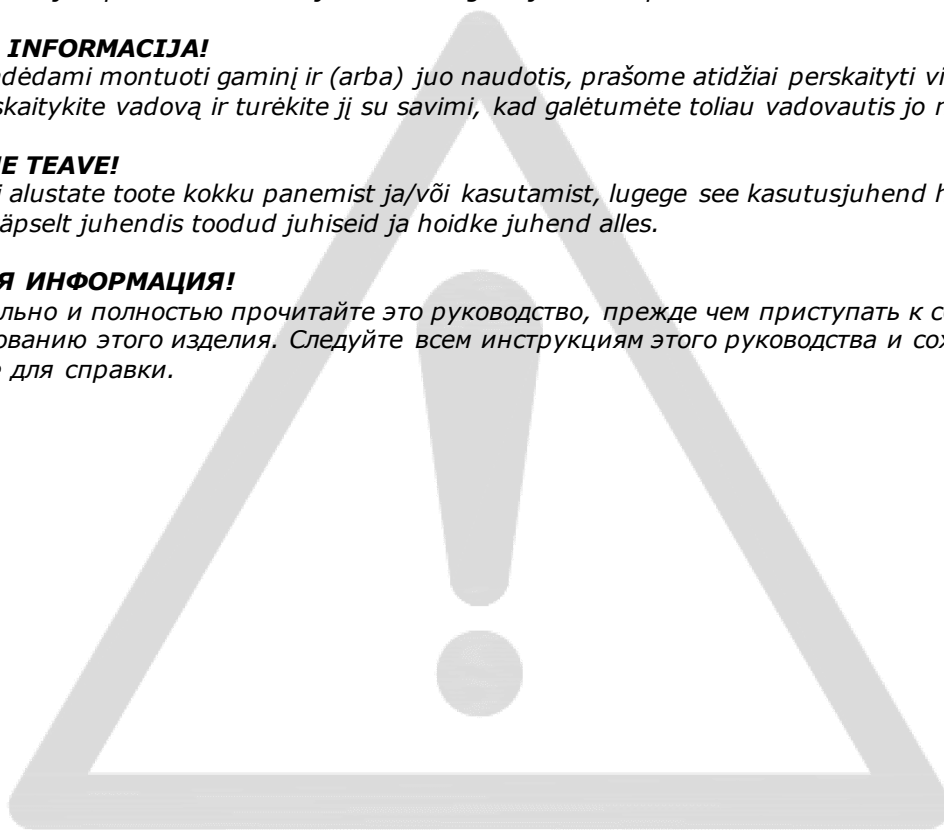 INFORMACIJA!
dėdami montuoti gaminį ir (arba) juo naudotis, prašome atidžiai perskaityti vi
skaitykite vadovą ir turėkite jį su savimi, kad galėtumėte toliau vadovautis jo
E TEAVE!
i alustate toote kokku panemist ja/või kasutamist, lugege see kasutusjuhend
äpselt juhendis toodud juhiseid ja hoidke juhend alles.
Я ИНФОРМАЦИЯ!
льно и полностью прочитайте это руководство, прежде чем приступать к
ованию этого изделия. Следуйте всем инструкциям этого руководства и
для справки.